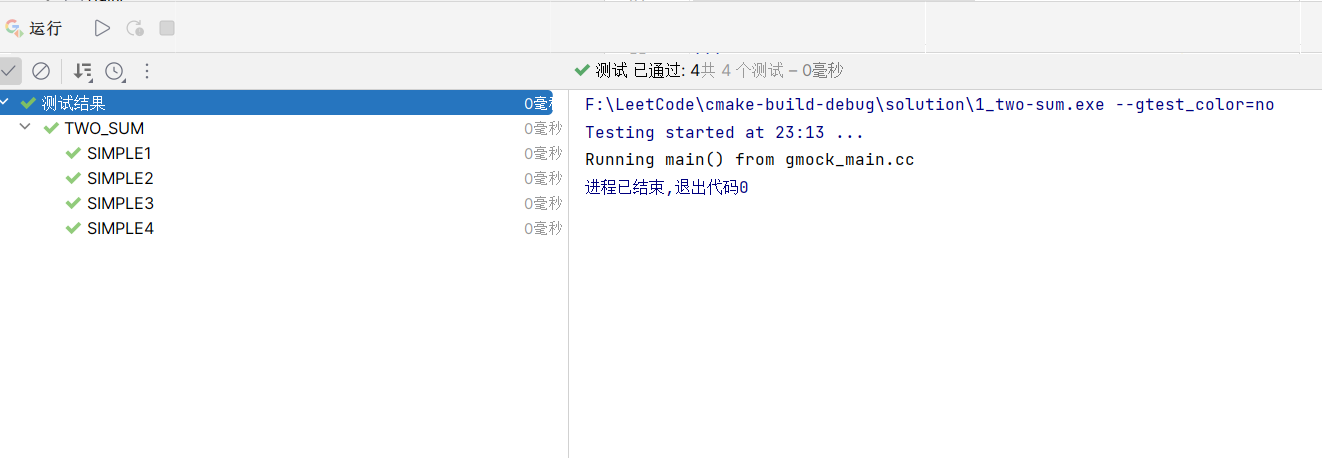 运行
测试 已通过: 4共 4 个测试 – 0毫秒
测试结果 0毫秒
TWO_SUM 0毫秒
SIMPLE1 0毫秒
SIMPLE2 0毫秒
SIMPLE3 0毫秒
SIMPLE4 0毫秒
F:\LeetCode\cmake-build-debug\solution\1_two-sum.exe --gtest_color=no
Testing started at 23:13 ...
Running main() from gmock_main.cc
进程已结束,退出代码0